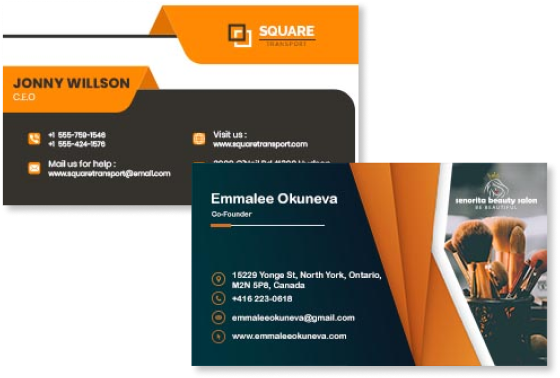 SQUARE
TRANSPORT
JONNY WILLSON
C.E.O
+1 555-759-1546
+1 555-424-1576
Visit us :
www.squaretransport.com
Mail us for help :
www.squaretransport@email.com
Emmalee Okuneva
Co-Founder
senorita beauty salon
BE BEAUTIFUL
15229 Yonge St, North York, Ontario,
M2N 5P6, Canada
+416 223-0618
emmaleeokuneva@gmail.com
www.emmaleeokuneva.com